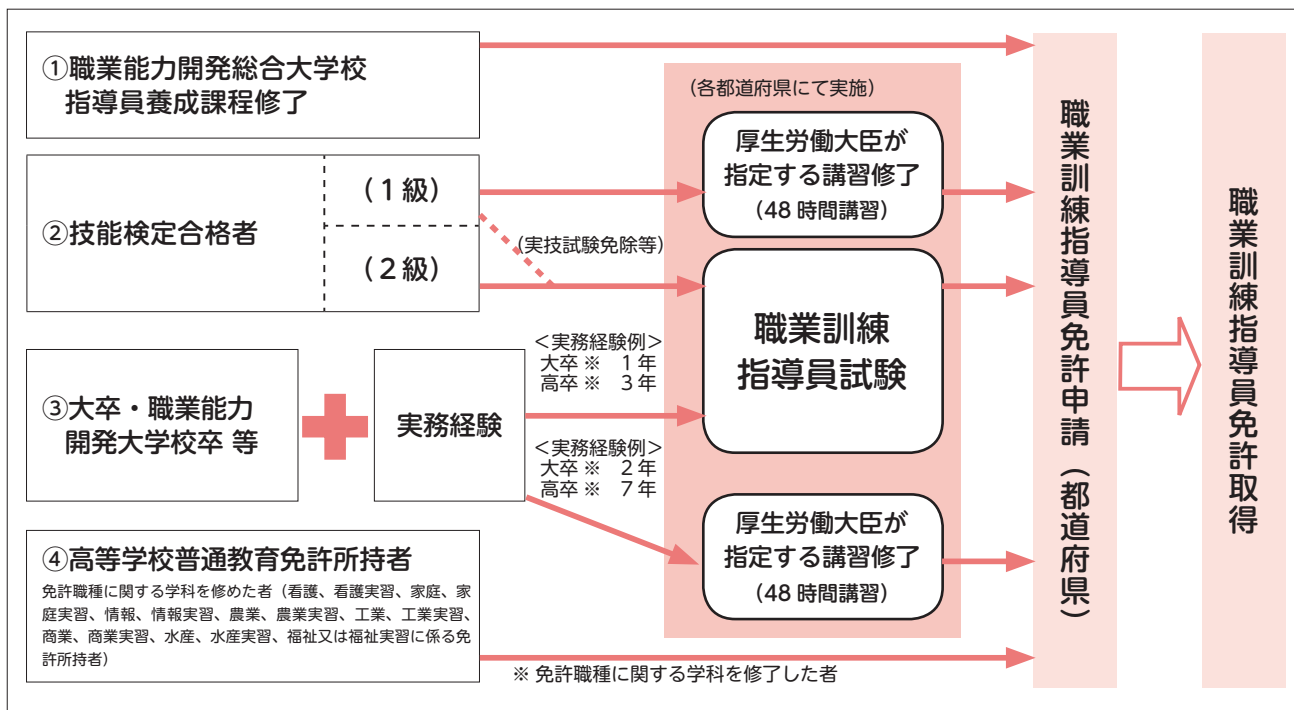 ①職業能力開発総合大学校
指導員養成課程修了
②技能検定合格者
（1級）
（2級）
(実技試験免除等)
③大卒・職業能力
開発大学校卒 等
実務経験
＜実務経験例＞
大卒 ※　1 年
高卒 ※　3 年
＜実務経験例＞
大卒 ※　2 年
高卒 ※　7 年
④高等学校普通教育免許所持者
免許職種に関する学科を修めた者（看護、看護実習、家庭、家
庭実習、情報、情報実習、農業、農業実習、工業、工業実習、
商業、商業実習、水産、水産実習、福祉又は福祉実習に係る免
許所持者）
※ 免許職種に関する学科を修了した者
(各都道府県にて実施)
厚生労働大臣が
指定する講習修了
（48 時間講習）
職業訓練
指導員試験
厚生労働大臣が
指定する講習修了
（48 時間講習）
職業訓練指導員免許申請（都道府県）
職業訓練指導員免許取得